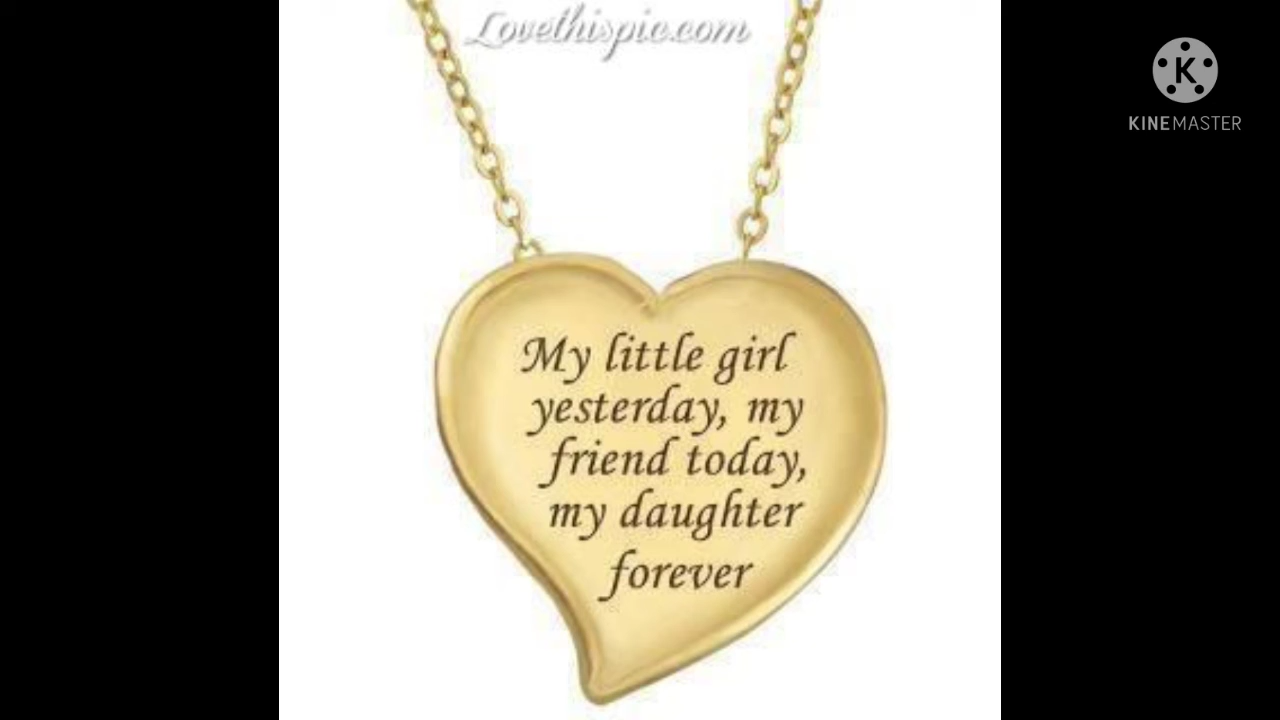 Lovethispic.com
K
KINEMASTER
My little girl
yesterday, my
friend today,
my daughter
forever